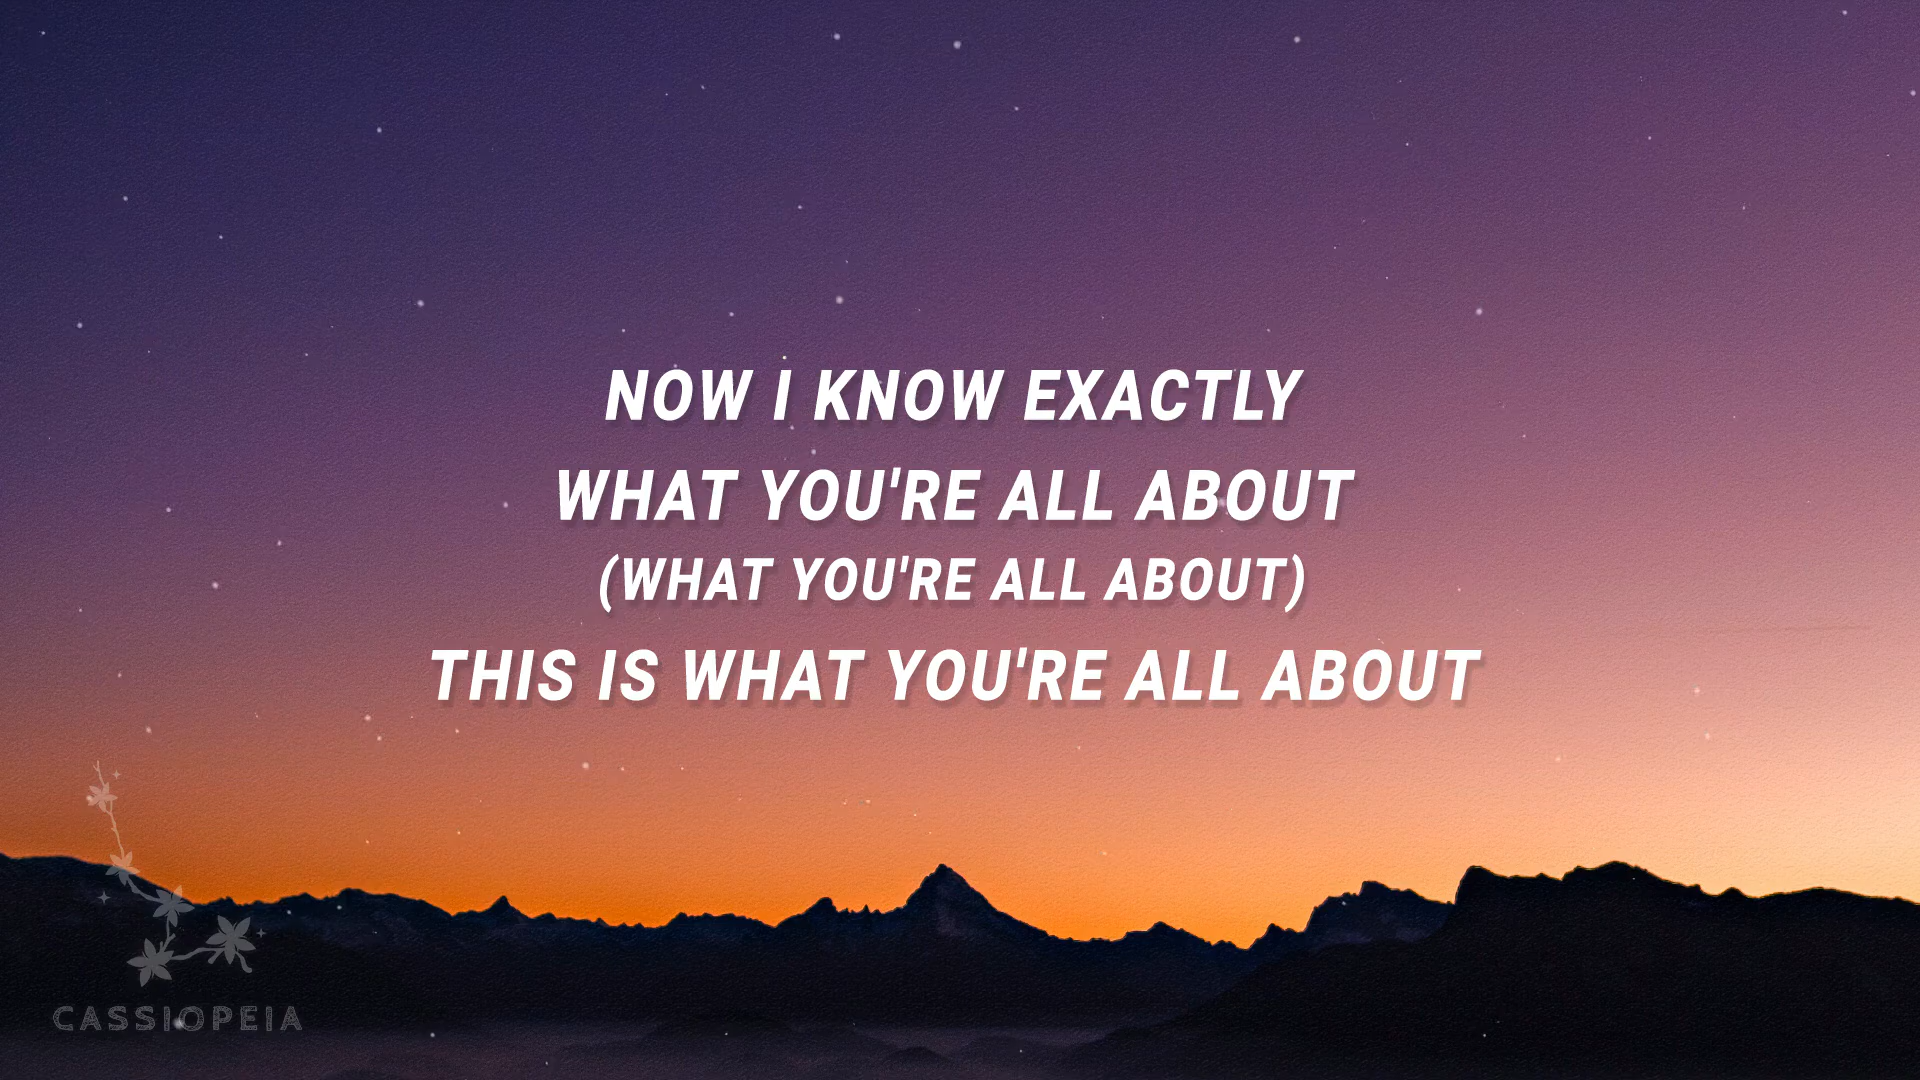 NOW I KNOW EXACTLY
WHAT YOU'RE ALL ABOUT
(WHAT YOU'RE ALL ABOUT)
THIS IS WHAT YOU'RE ALL ABOUT
CASSIOPEIA